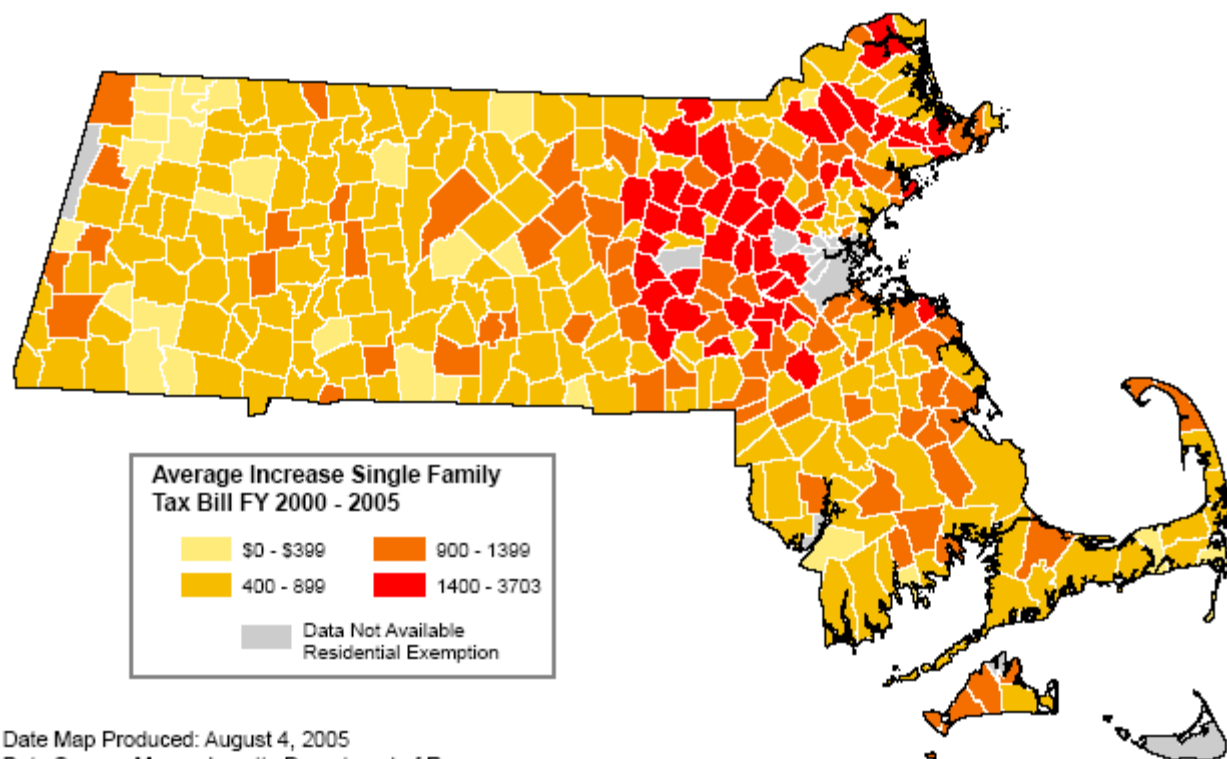 Average Increase Single Family
Tax Bill FY 2000 - 2005
$0 - $399
900 - 1399
400 - 899
1400 - 3703
Data Not Available
Residential Exemption
Date Map Produced: August 4, 2005